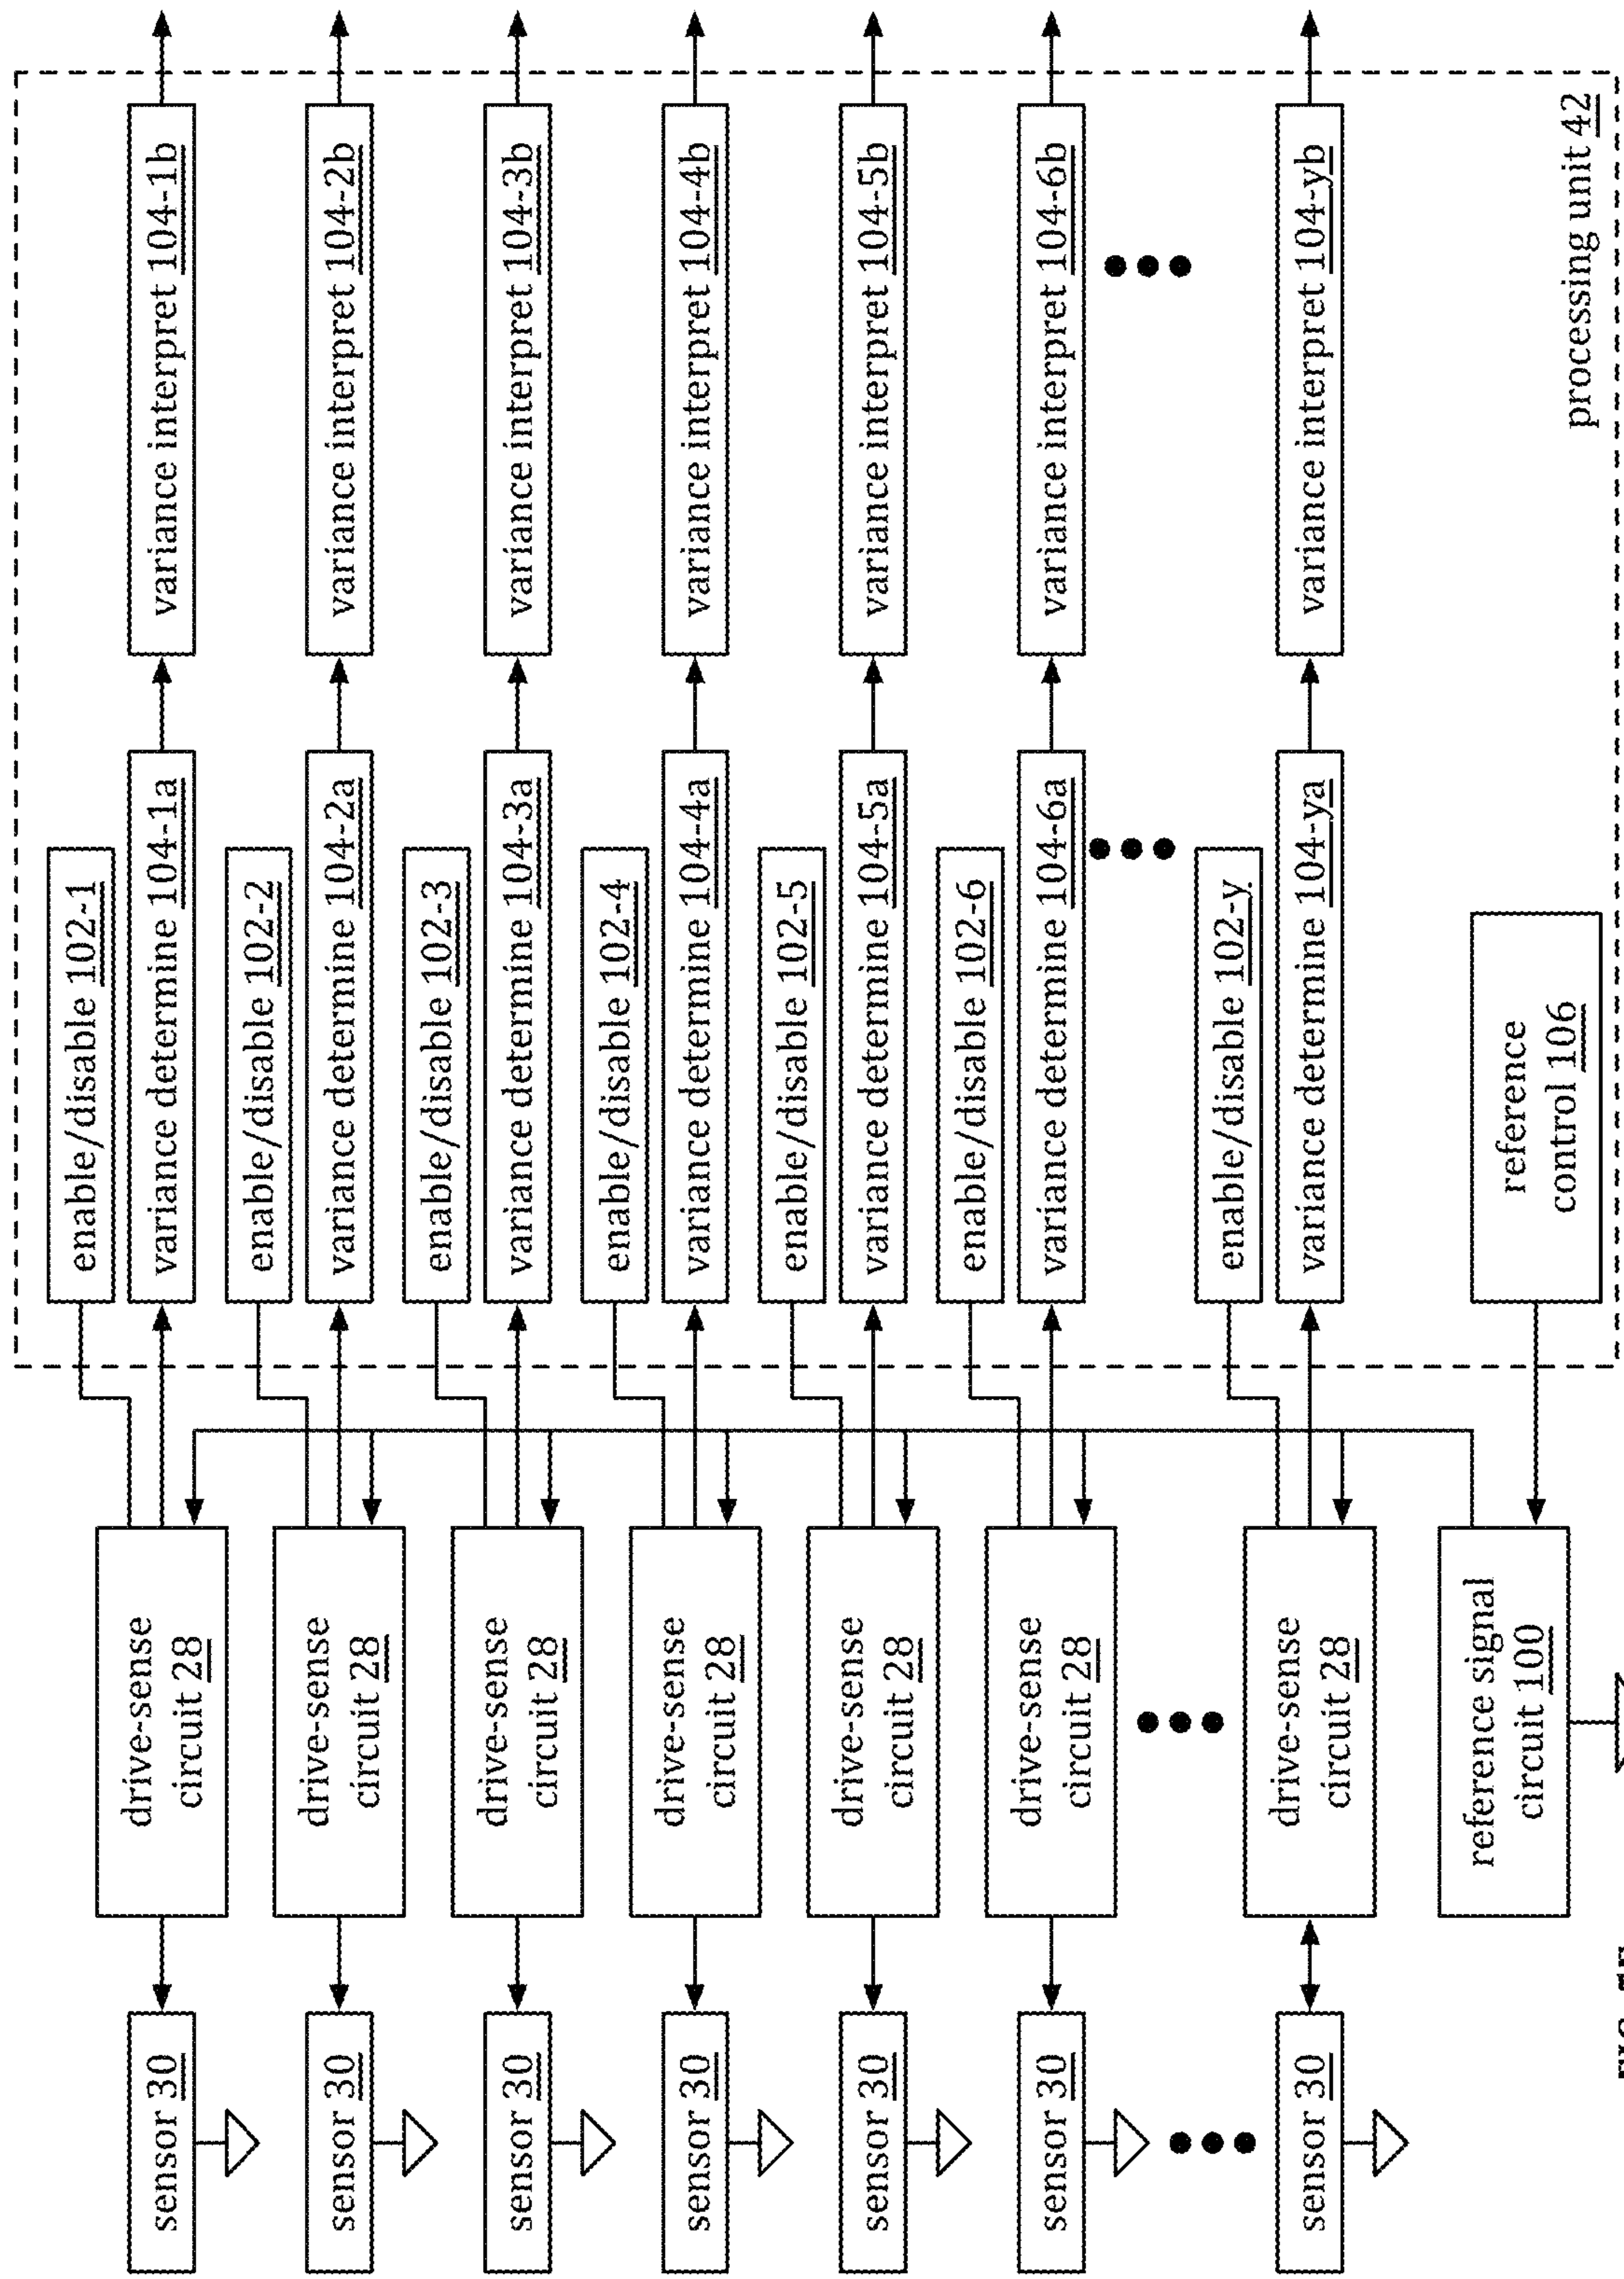 enable/disable 102-1
sensor 30
drive-sense
circuit 28
variance determine 104-1a
variance interpret 104-1b
enable/disable 102-2
sensor 30
drive-sense
circuit 28
variance determine 104-2a
variance interpret 104-2b
enable/disable 102-3
sensor 30
drive-sense
circuit 28
variance determine 104-3a
variance interpret 104-3b
enable/disable 102-4
sensor 30
drive-sense
circuit 28
variance determine 104-4a
variance interpret 104-4b
enable/disable 102-5
sensor 30
drive-sense
circuit 28
variance determine 104-5a
variance interpret 104-5b
enable/disable 102-6
sensor 30
drive-sense
circuit 28
variance determine 104-6a
variance interpret 104-6b
enable/disable 102-y
sensor 30
drive-sense
circuit 28
variance determine 104-ya
variance interpret 104-yb
reference signal
circuit 100
reference
control 106
processing unit 42